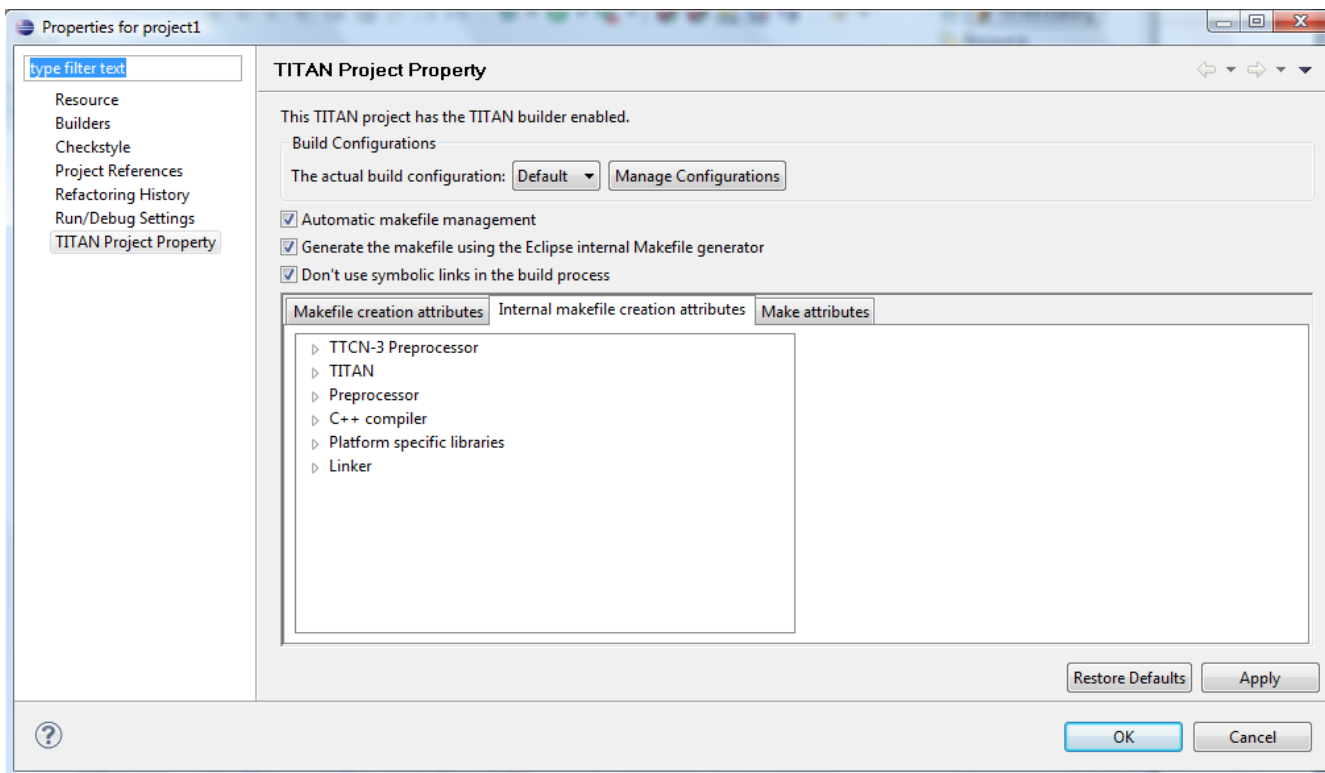 Properties for project1
type filter text
Resource
Builders
Checkstyle
Project References
Refactoring History
Run/Debug Settings
TITAN Project Property
TITAN Project Property
This TITAN project has the TITAN builder enabled.
Build Configurations
The actual build configuration: Default Manage Configurations
Automatic makefile management
Generate the makefile using the Eclipse internal Makefile generator
Don't use symbolic links in the build process
Makefile creation attributes Internal makefile creation attributes Make attributes
TTCN-3 Preprocessor
TITAN
Preprocessor
C++ compiler
Platform specific libraries
Linker
Restore Defaults Apply
OK Cancel